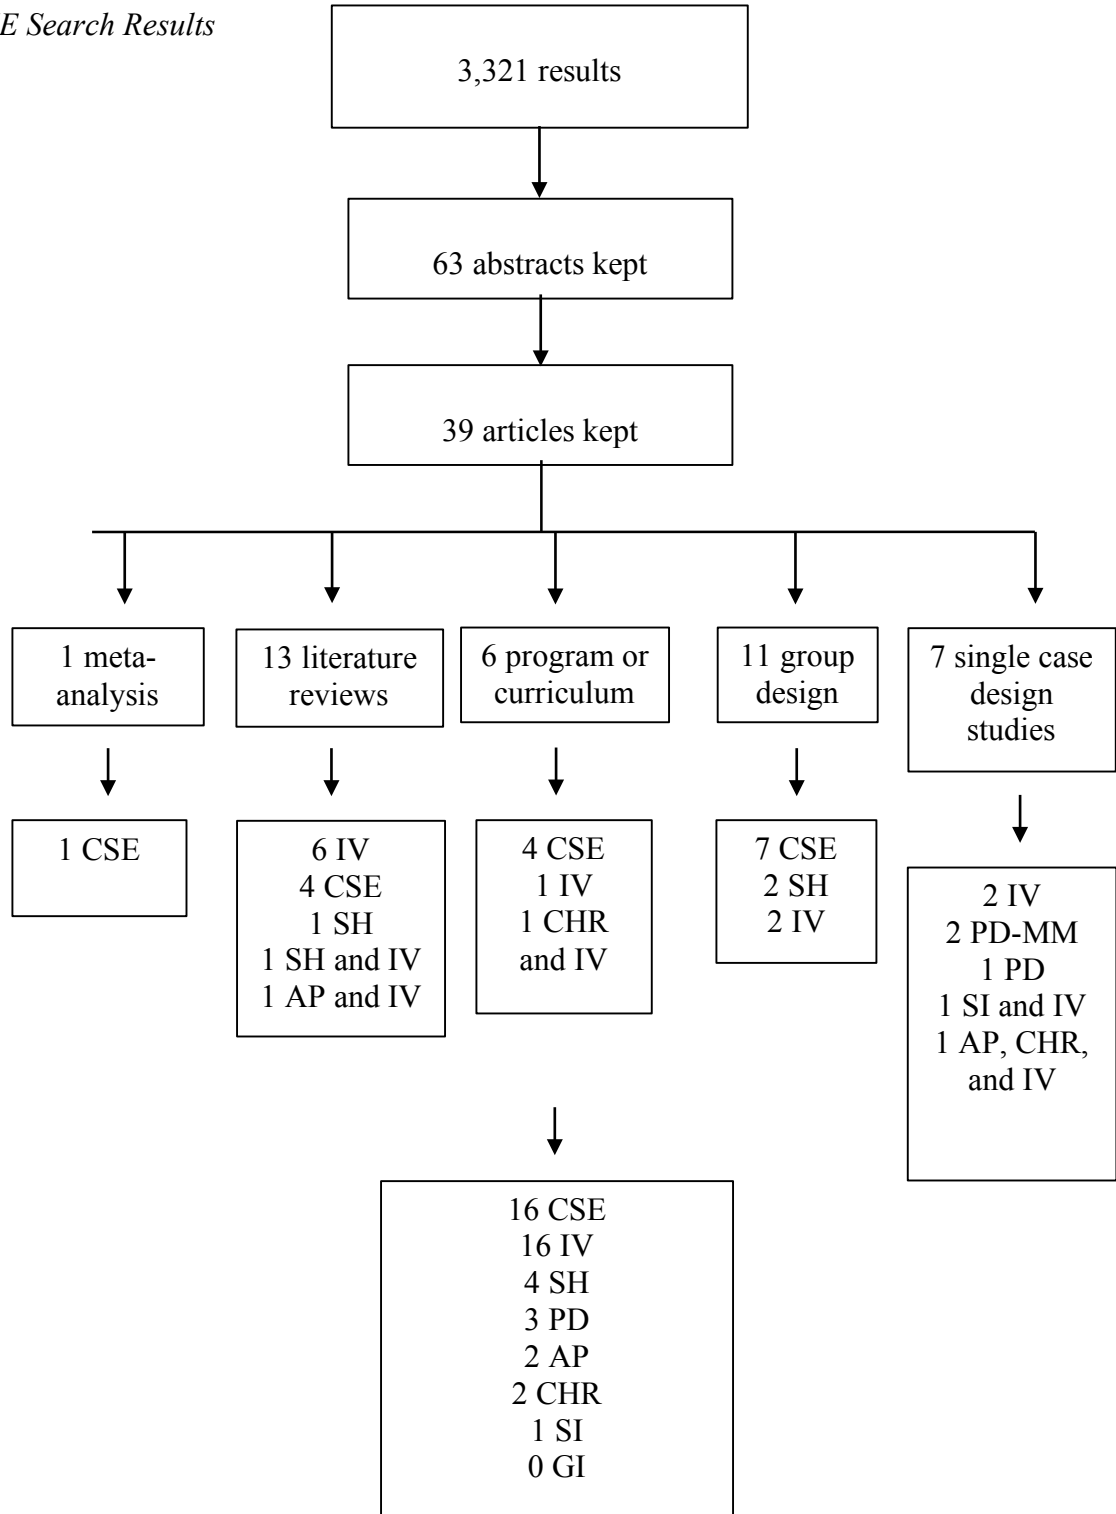 E Search Results
3,321 results
63 abstracts kept
39 articles kept
1 meta-
analysis
13 literature
reviews
6 program or
curriculum
11 group
design
7 single case
design
studies
1 CSE
6 IV
4 CSE
1 SH
1 SH and IV
1 AP and IV
4 CSE
1 IV
1 CHR
and IV
7 CSE
2 SH
2 IV
2 IV
2 PD-MM
1 PD
1 SI and IV
1 AP, CHR,
and IV
16 CSE
16 IV
4 SH
3 PD
2 AP
2 CHR
1 SI
0 GI